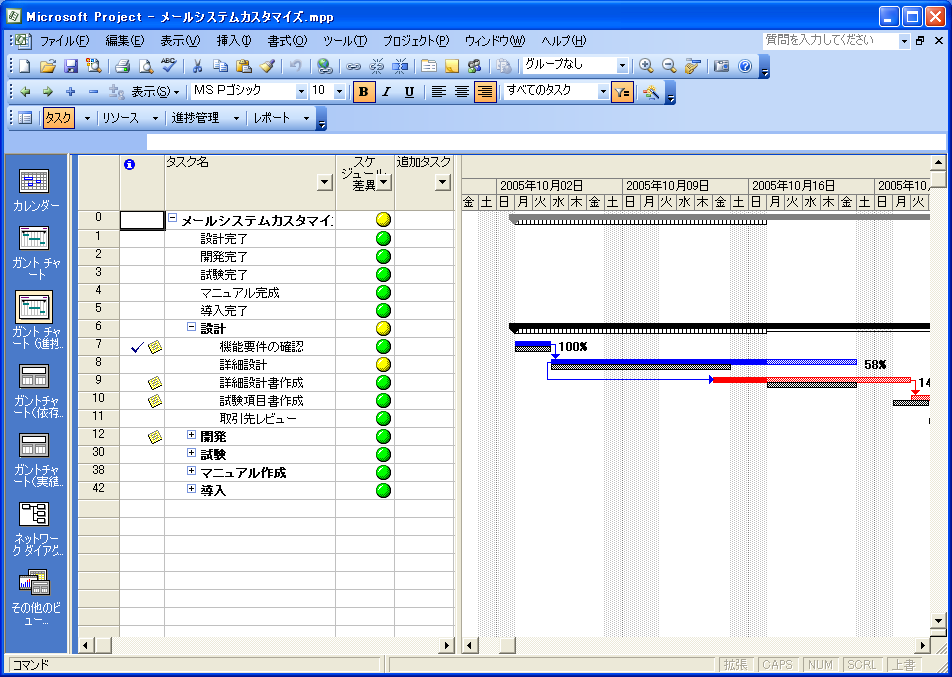 Microsoft Project - メールシステムカスタマイズ.mpp
ファイル(F) 編集(E) 表示(V) 挿入(I) 書式(O) ツール(T) プロジェクト(P) ウィンドウ(W) ヘルプ(H) 質問を入力してください
グループなし
表示(S) MS Pゴシック 10 B I U すべてのタスク
タスク リソース 進捗管理 レポート
カレンダー
ガント チャート
ガント チャート (進捗...
ガントチャート(依存...
ガントチャート(実績...
ネットワーク ダイアグ...
その他のビュー...
タスク名 スケジュール差異 追加タスク
2005年10月02日 2005年10月09日 2005年10月16日 2005年10
金 土 日 月 火 水 木 金 土 日 月 火 水 木 金 土 日 月 火 水 木 金 土 日 月 火
0 メールシステムカスタマイ
1 設計完了
2 開発完了
3 試験完了
4 マニュアル完成
5 導入完了
6 設計
7 機能要件の確認 100%
8 詳細設計 58%
9 詳細設計書作成 14
10 試験項目書作成
11 取引先レビュー
12 開発
30 試験
38 マニュアル作成
42 導入
コマンド 拡張 CAPS NUM SCRL 上書